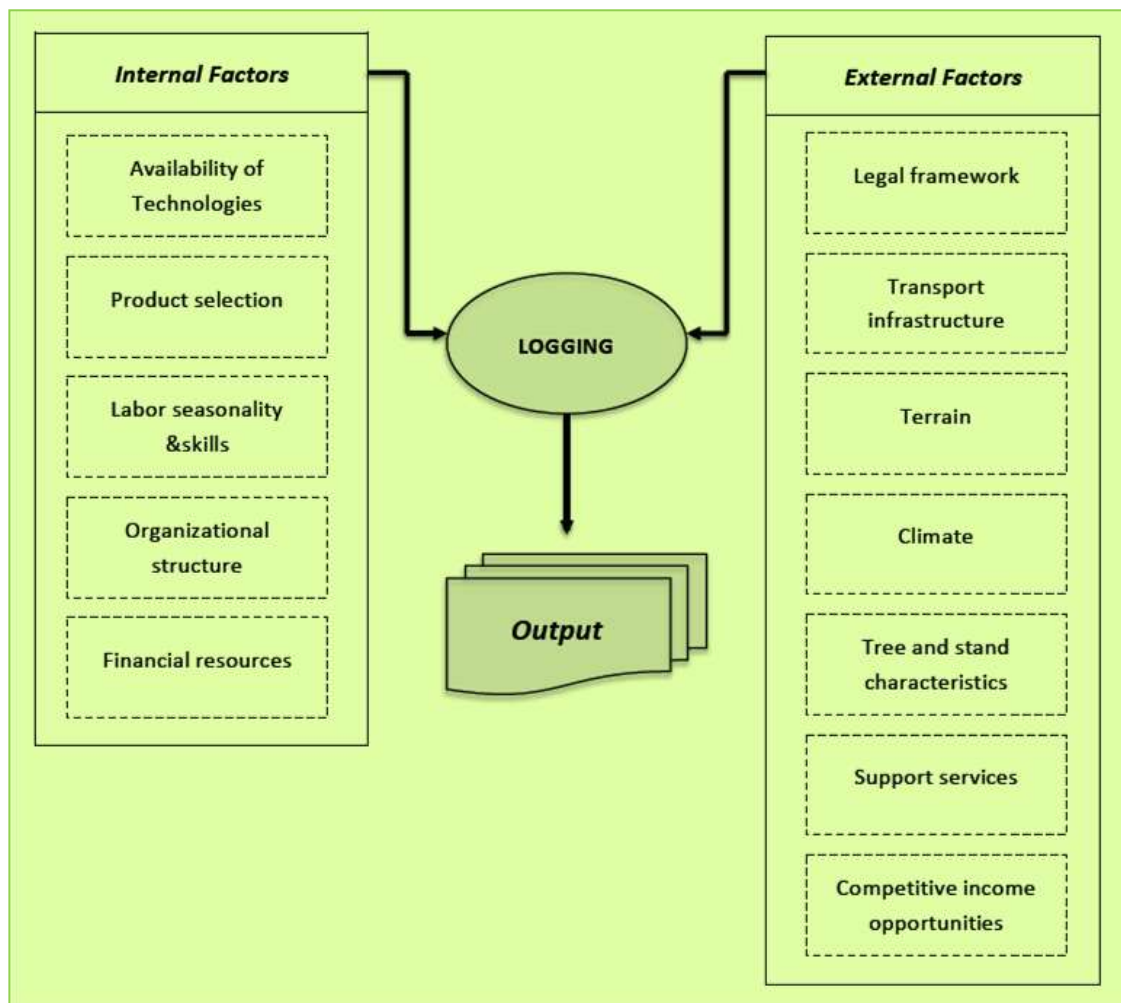 Internal Factors
Availability of
Technologies
Product selection
Labor seasonality
&skills
Organizational
structure
Financial resources
LOGGING
Output
External Factors
Legal framework
Transport
infrastructure
Terrain
Climate
Tree and stand
characteristics
Support services
Competitive income
opportunities